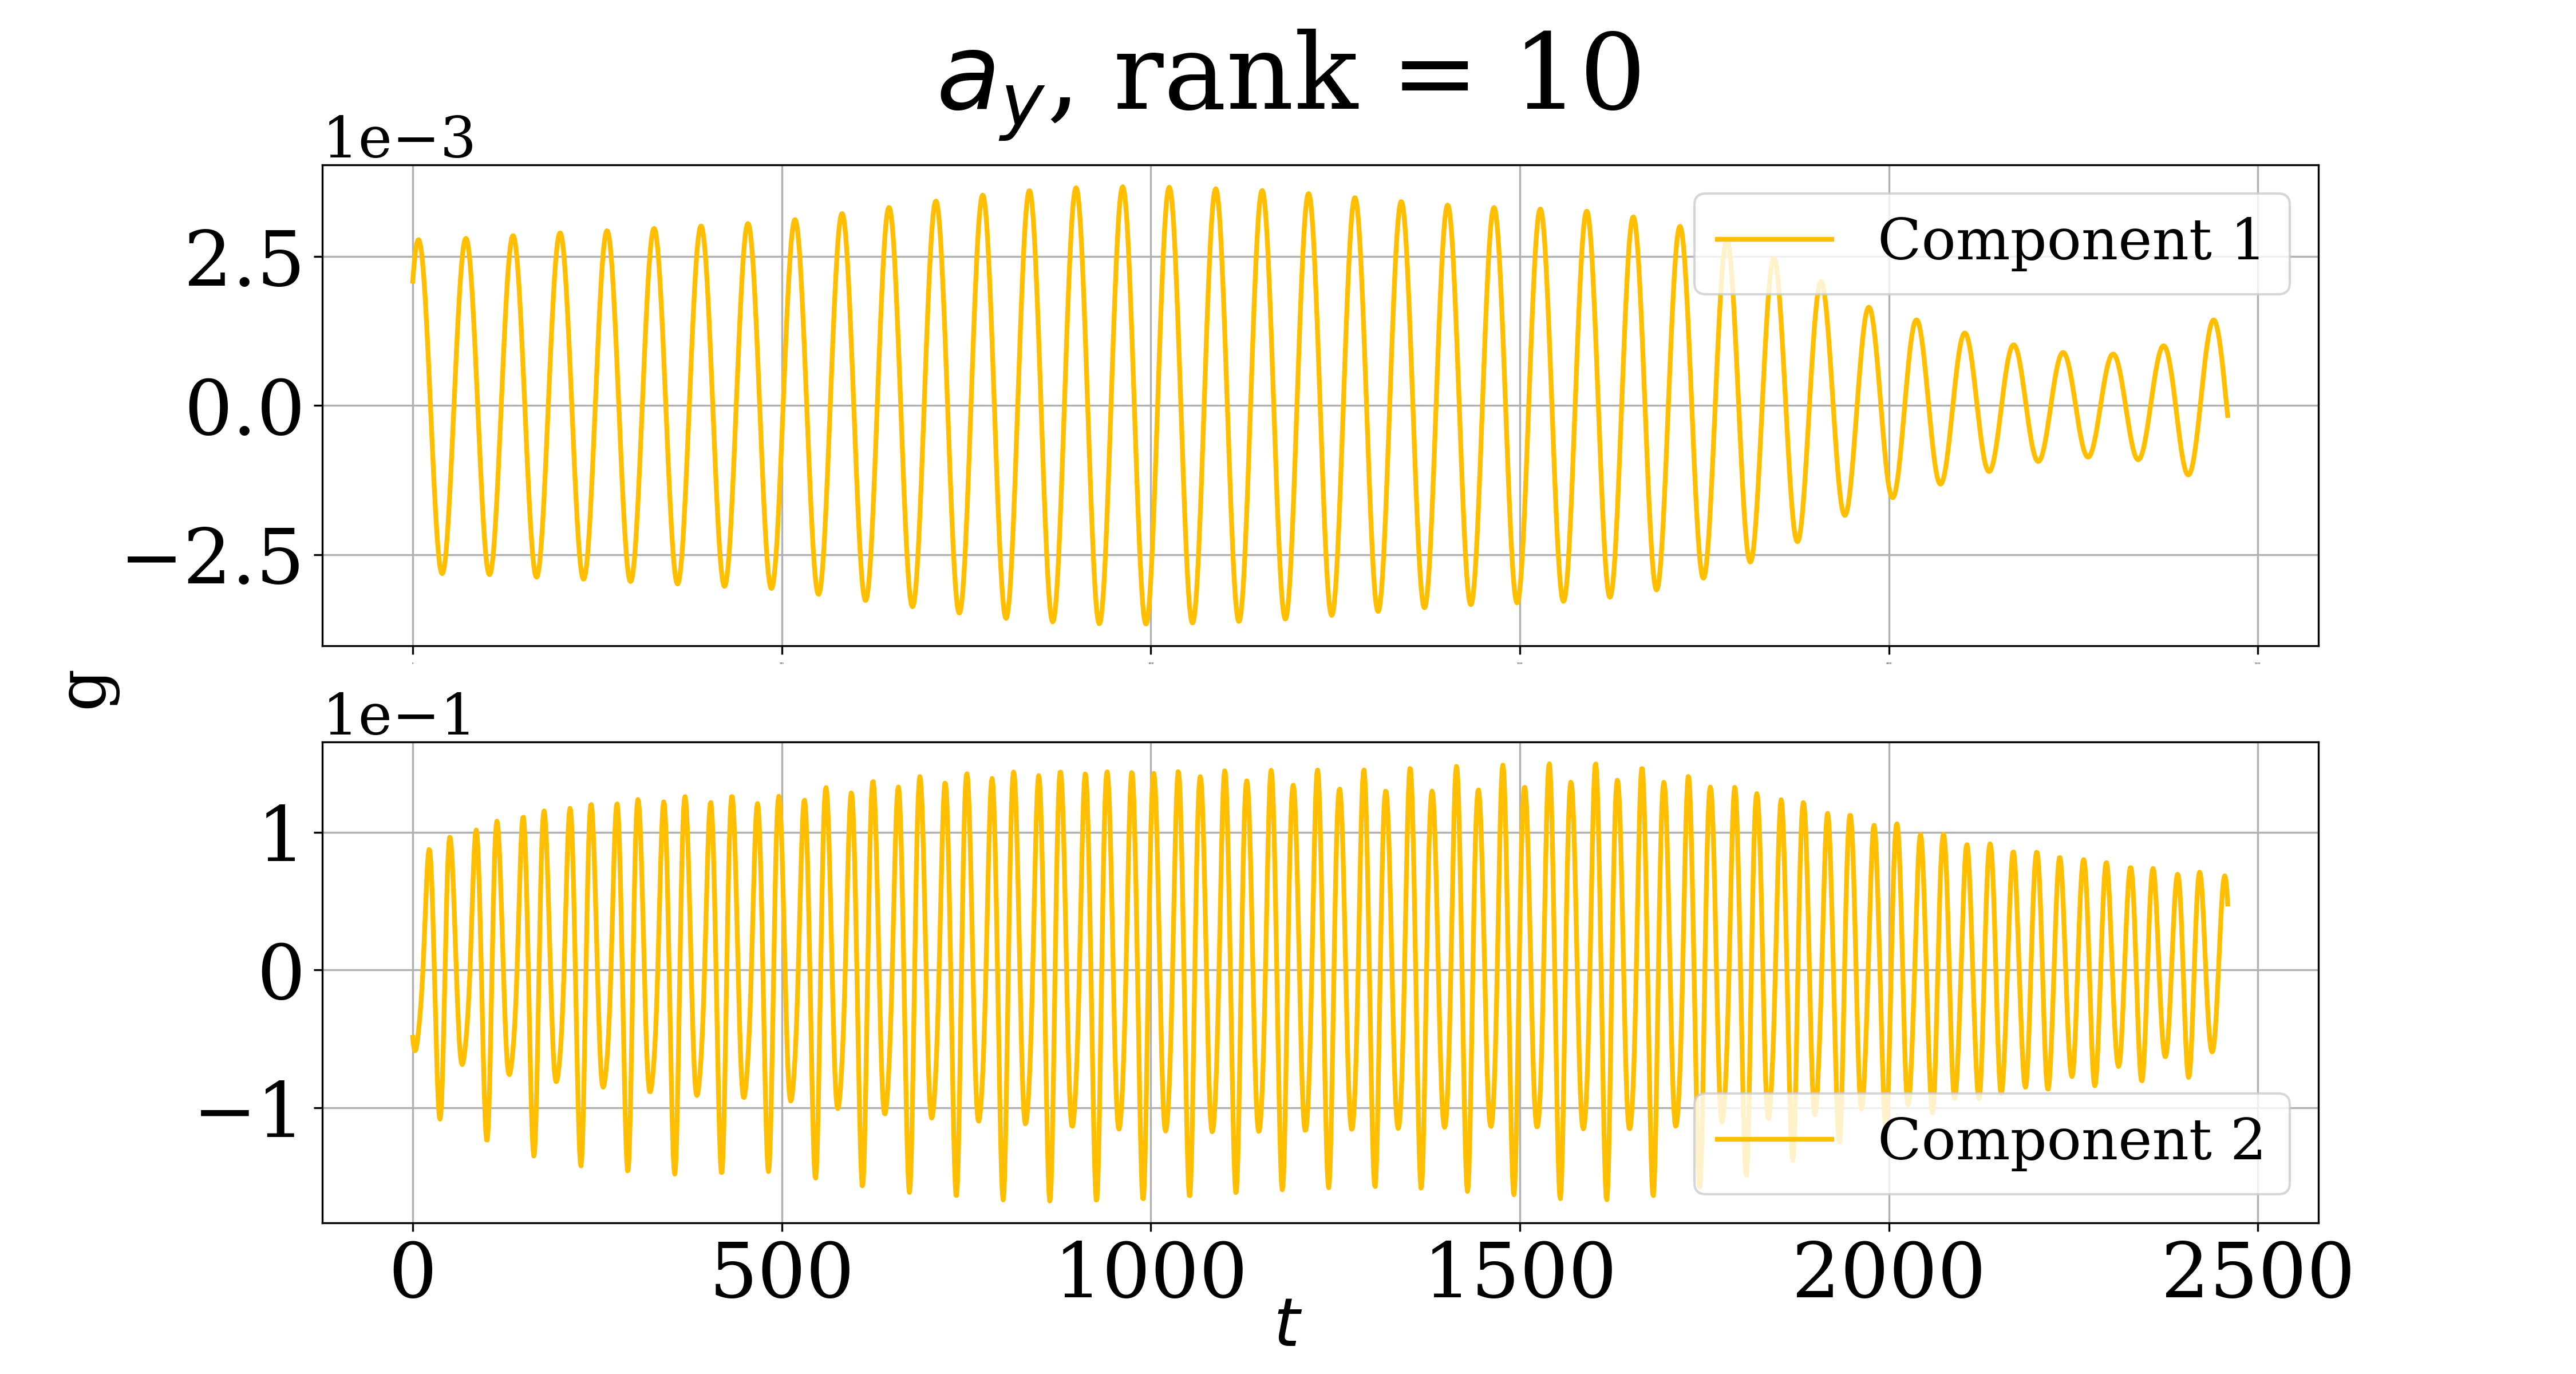 a_y, rank = 10
1e−3
2.5
0.0
−2.5
Component 1
g
1e−1
1
0
−1
Component 2
0 500 1000 1500 2000 2500
t